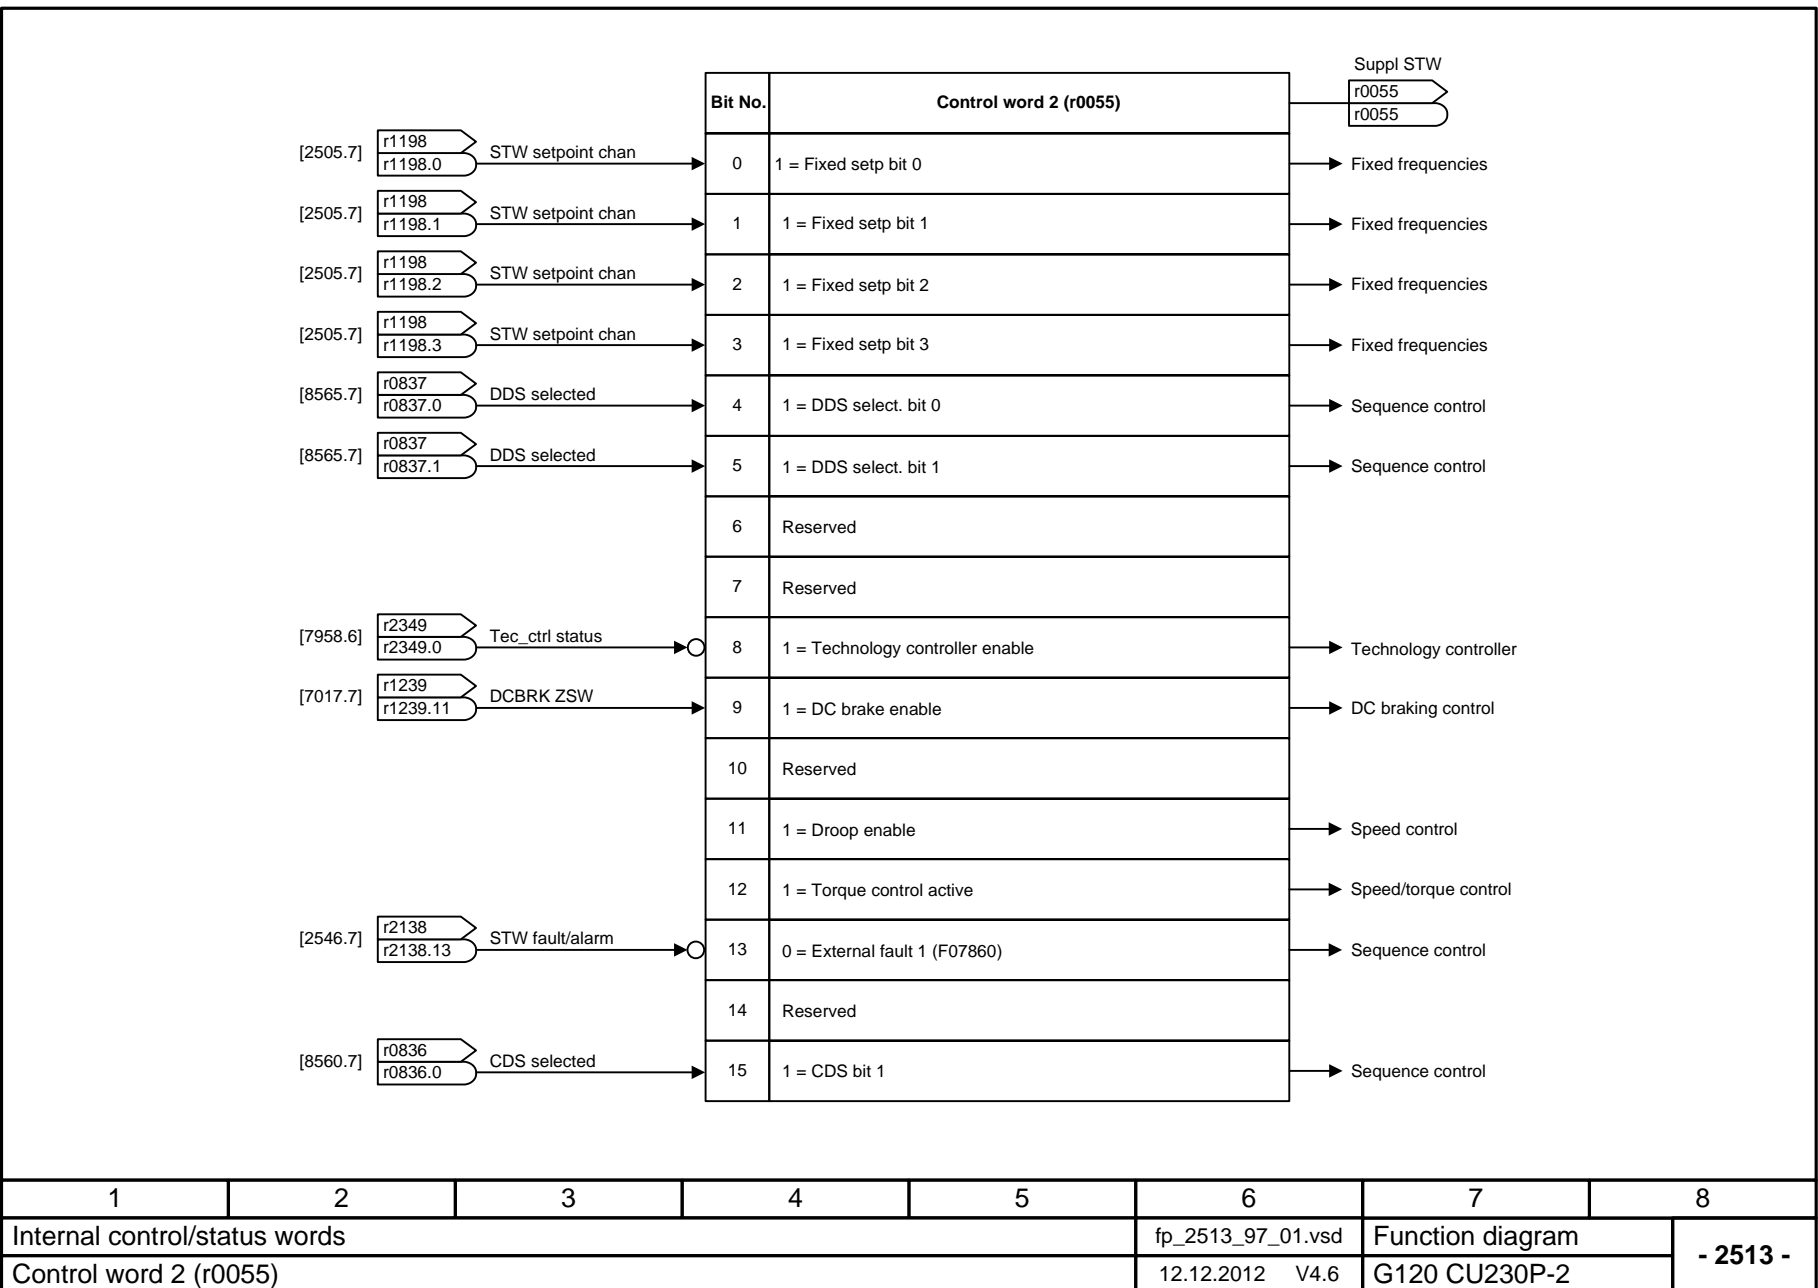 Suppl STW
r0055
r0055
Bit No. Control word 2 (r0055)
[2505.7] r1198 r1198.0 STW setpoint chan 0 1 = Fixed setp bit 0 Fixed frequencies
[2505.7] r1198 r1198.1 STW setpoint chan 1 1 = Fixed setp bit 1 Fixed frequencies
[2505.7] r1198 r1198.2 STW setpoint chan 2 1 = Fixed setp bit 2 Fixed frequencies
[2505.7] r1198 r1198.3 STW setpoint chan 3 1 = Fixed setp bit 3 Fixed frequencies
[8565.7] r0837 r0837.0 DDS selected 4 1 = DDS select. bit 0 Sequence control
[8565.7] r0837 r0837.1 DDS selected 5 1 = DDS select. bit 1 Sequence control
6 Reserved
7 Reserved
[7958.6] r2349 r2349.0 Tec_ctrl status 8 1 = Technology controller enable Technology controller
[7017.7] r1239 r1239.11 DCBRK ZSW 9 1 = DC brake enable DC braking control
10 Reserved
11 1 = Droop enable Speed control
12 1 = Torque control active Speed/torque control
[2546.7] r2138 r2138.13 STW fault/alarm 13 0 = External fault 1 (F07860) Sequence control
14 Reserved
[8560.7] r0836 r0836.0 CDS selected 15 1 = CDS bit 1 Sequence control
1 2 3 4 5 6 7 8
Internal control/status words fp_2513_97_01.vsd Function diagram
- 2513 -
Control word 2 (r0055) 12.12.2012 V4.6 G120 CU230P-2